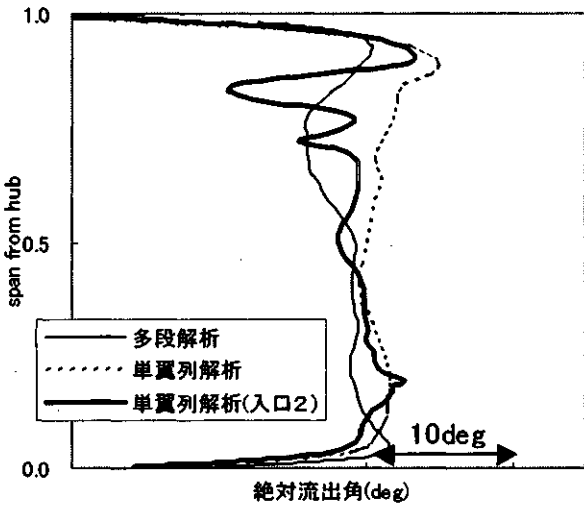 1.0
span from hub
0.5
多段解析
単翼列解析
単翼列解析(入口2)
10deg
0.0
絶対流出角(deg)